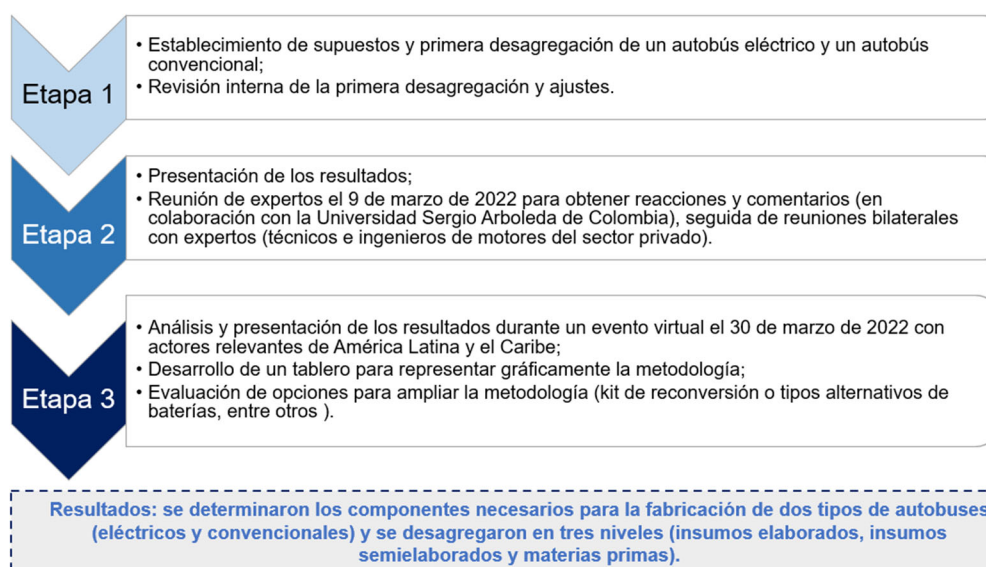 Etapa 1
• Establecimiento de supuestos y primera desagregación de un autobús eléctrico y un autobús
convencional;
• Revisión interna de la primera desagregación y ajustes.
Etapa 2
• Presentación de los resultados;
• Reunión de expertos el 9 de marzo de 2022 para obtener reacciones y comentarios (en
colaboración con la Universidad Sergio Arboleda de Colombia), seguida de reuniones bilaterales
con expertos (técnicos e ingenieros de motores del sector privado).
Etapa 3
• Análisis y presentación de los resultados durante un evento virtual el 30 de marzo de 2022 con
actores relevantes de América Latina y el Caribe;
• Desarrollo de un tablero para representar gráficamente la metodología;
• Evaluación de opciones para ampliar la metodología (kit de reconversión o tipos alternativos de
baterías, entre otros ).
Resultados: se determinaron los componentes necesarios para la fabricación de dos tipos de autobuses
(eléctricos y convencionales) y se desagregaron en tres niveles (insumos elaborados, insumos
semielaborados y materias primas).